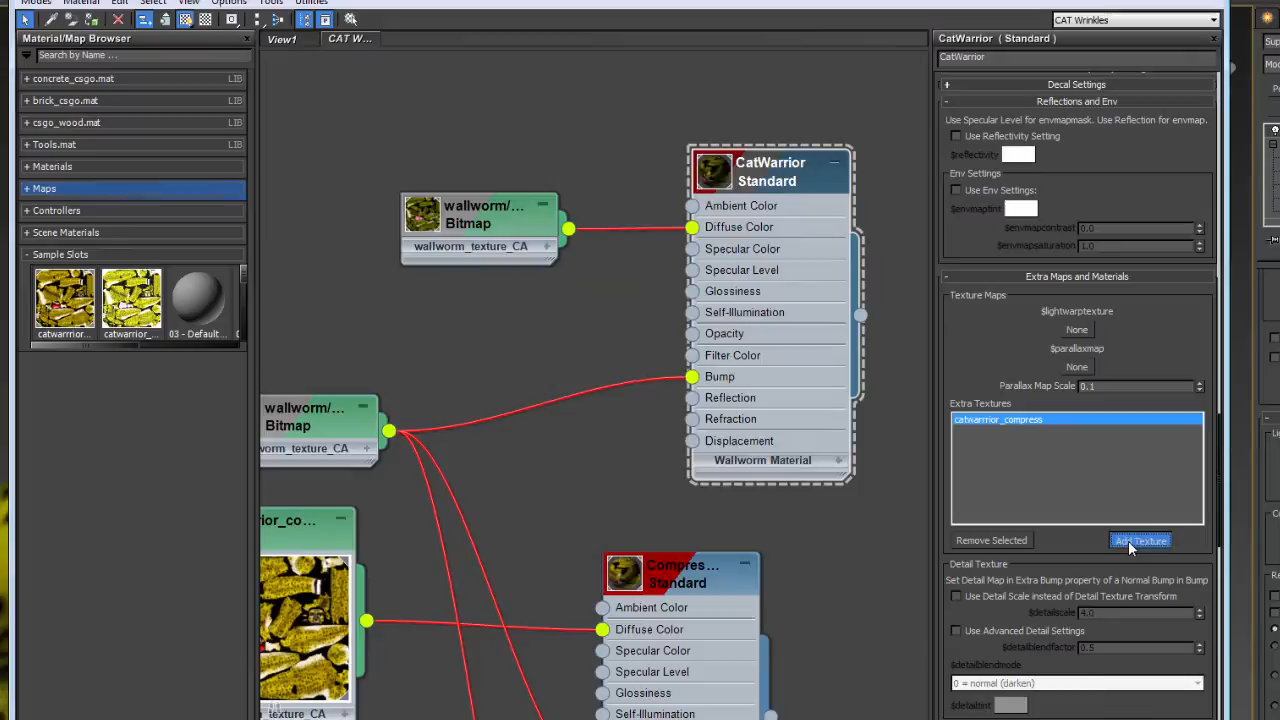 Modes Material Edit Select View Options Tools Utilities
CAT Wrinkles
Material/Map Browser
Search by Name ...
+ concrete_csgo.mat LIB
+ brick_csgo.mat LIB
+ csgo_wood.mat LIB
+ Tools.mat LIB
+ Materials
+ Maps
+ Controllers
+ Scene Materials
- Sample Slots
catwarrrior... catwarrrior_... 03 - Default...
View1 CAT W...
wallworm/...
Bitmap
wallworm_texture_CA
CatWarrior
Standard
Ambient Color
Diffuse Color
Specular Color
Specular Level
Glossiness
Self-Illumination
Opacity
Filter Color
Bump
Reflection
Refraction
Displacement
Wallworm Material
wallworm/...
Bitmap
worm_texture_CA
rior_co...
_texture_CA
Compres...
Standard
Ambient Color
Diffuse Color
Specular Color
Specular Level
Glossiness
Self-Illumination
CatWarrior ( Standard )
CatWarrior
+ Decal Settings
- Reflections and Env
Use Specular Level for envmapmask. Use Reflection for envmap.
Use Reflectivity Setting
$reflectivity
Env Settings
Use Env Settings:
$envmaptint
$envmapcontrast 0.0
$envmapsaturation 1.0
- Extra Maps and Materials
Texture Maps
$lightwarptexture
None
$parallaxmap
None
Parallax Map Scale 0.1
Extra Textures
catwarrrior_compress
Remove Selected Add Texture
Detail Texture
Set Detail Map in Extra Bump property of a Normal Bump in Bump
Use Detail Scale instead of Detail Texture Transform
$detailscale 4.0
Use Advanced Detail Settings
$detailblendfactor 0.5
$detailblendmode
0 = normal (darken)
$detailtint
Sup
Mod